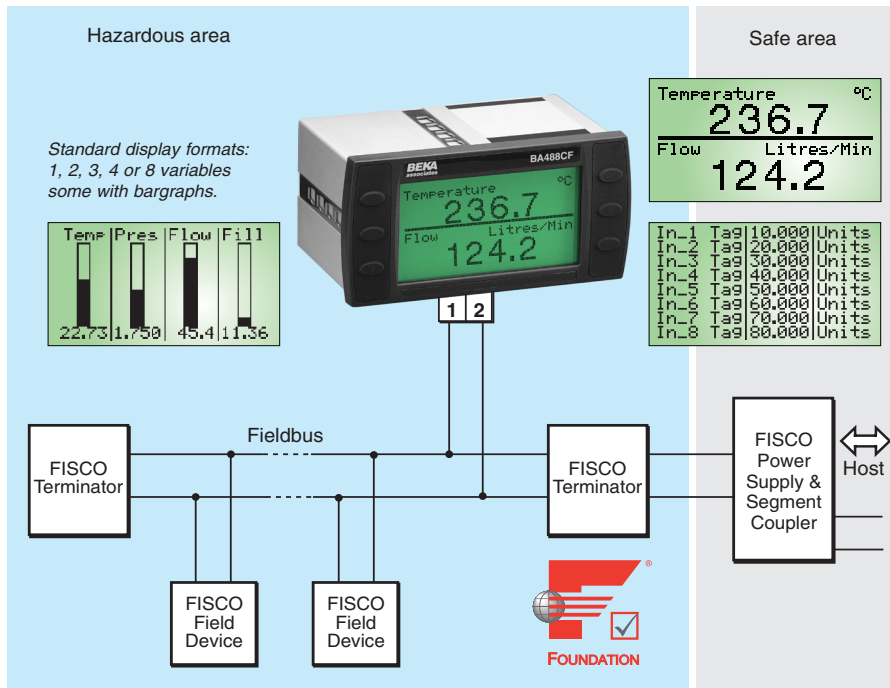 Hazardous area
Safe area
Standard display formats:
1, 2, 3, 4 or 8 variables
some with bargraphs.
Temp|Pres|Flow|Fill
22.73|1.750|45.4|11.36
BEKA
associates
BA488CF
Temperature °C
236.7
Flow Litres/Min
124.2
1 2
Temperature °C
236.7
Flow Litres/Min
124.2
In_1 Tag|10.000|Units
In_2 Tag|20.000|Units
In_3 Tag|30.000|Units
In_4 Tag|40.000|Units
In_5 Tag|50.000|Units
In_6 Tag|60.000|Units
In_7 Tag|70.000|Units
In_8 Tag|80.000|Units
Fieldbus
FISCO
Terminator
FISCO
Terminator
FISCO
Power
Supply &
Segment
Coupler
Host
FISCO
Field
Device
FISCO
Field
Device
®
FOUNDATION